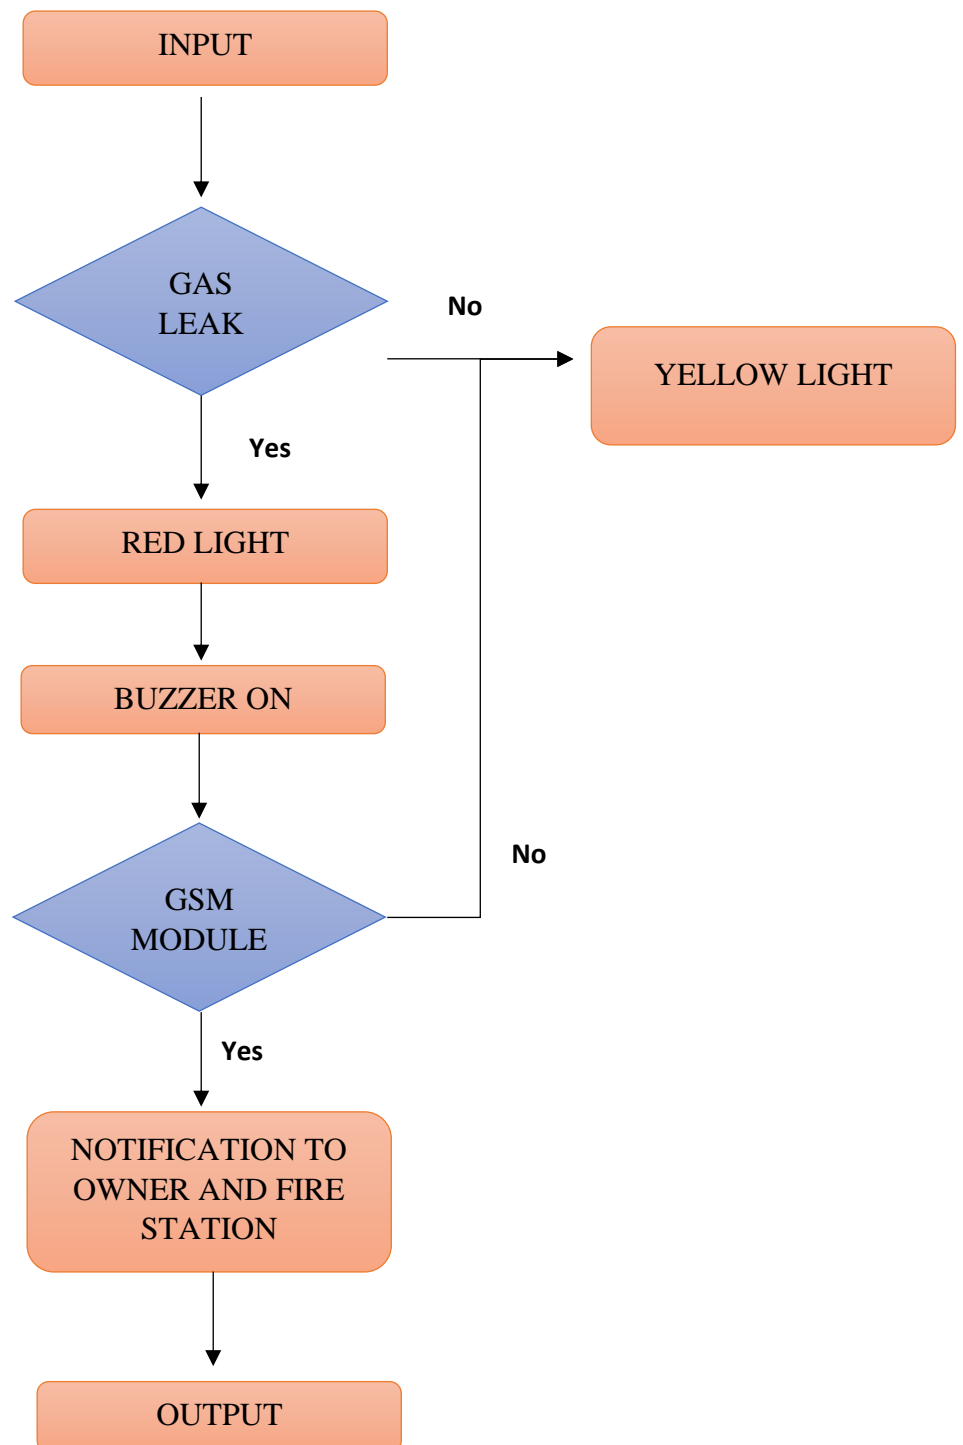 INPUT
GAS
LEAK
No
YELLOW LIGHT
Yes
RED LIGHT
BUZZER ON
No
GSM
MODULE
Yes
NOTIFICATION TO
OWNER AND FIRE
STATION
OUTPUT